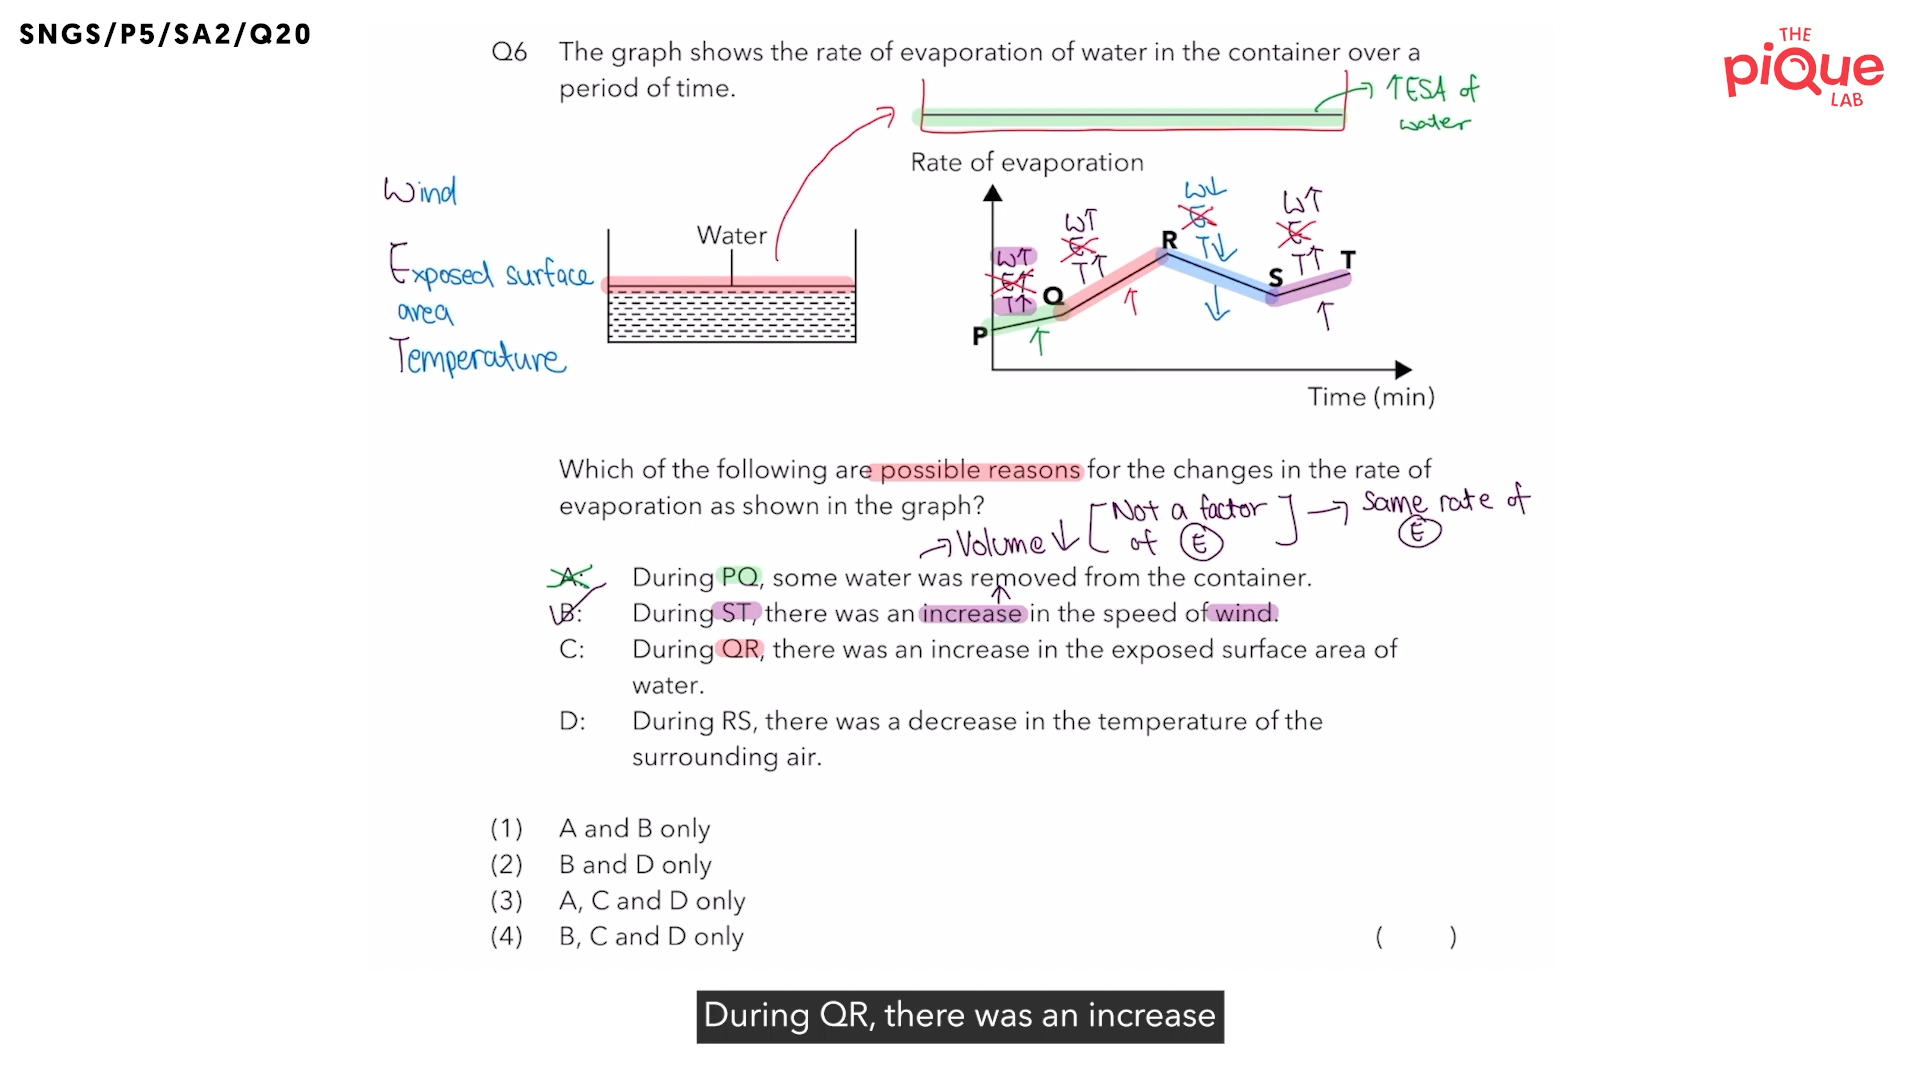 SNGS/P5/SA2/Q20
THE
piQue
LAB
Q6 The graph shows the rate of evaporation of water in the container over a
period of time.
↑ESA of
water
Rate of evaporation
Wind
Exposed surface
area
Temperature
Water
W↑
E↑
T↑
W↑
E
T↑
W↓
E
T↓
W↑
E
T↑
P
Q
R
S
T
↑
↑
↓
↑
Time (min)
Which of the following are possible reasons for the changes in the rate of
evaporation as shown in the graph?
→Volume↓ [Not a factor of E] → Same rate of E
A: During PQ, some water was removed from the container.
B: During ST, there was an increase in the speed of wind.
C: During QR, there was an increase in the exposed surface area of
water.
D: During RS, there was a decrease in the temperature of the
surrounding air.
(1) A and B only
(2) B and D only
(3) A, C and D only
(4) B, C and D only ( )
During QR, there was an increase